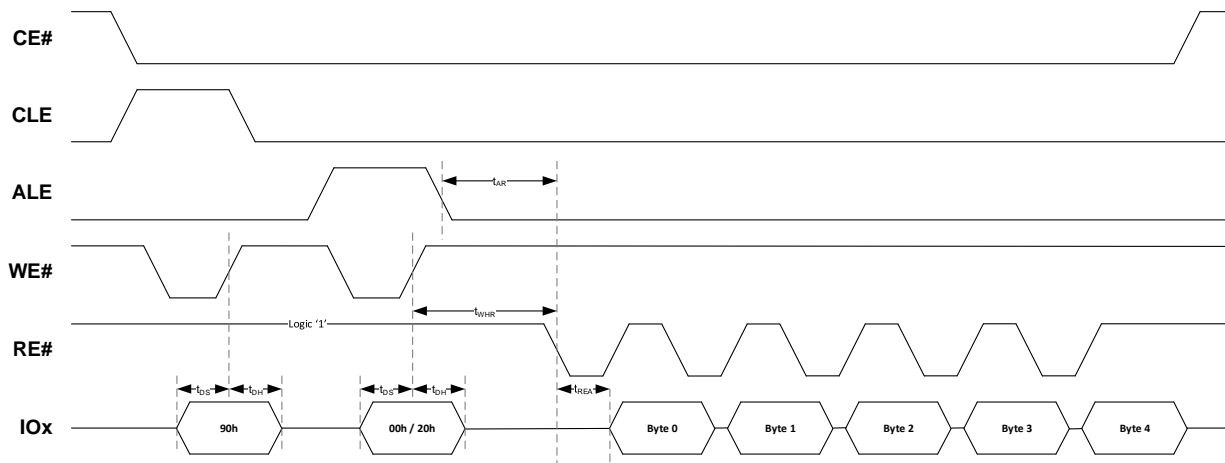 CE#
CLE
ALE
tAR
WE#
tWHR
Logic ‘1’
RE#
tDS tDH tDS tDH tREA
IOx 90h 00h / 20h Byte 0 Byte 1 Byte 2 Byte 3 Byte 4